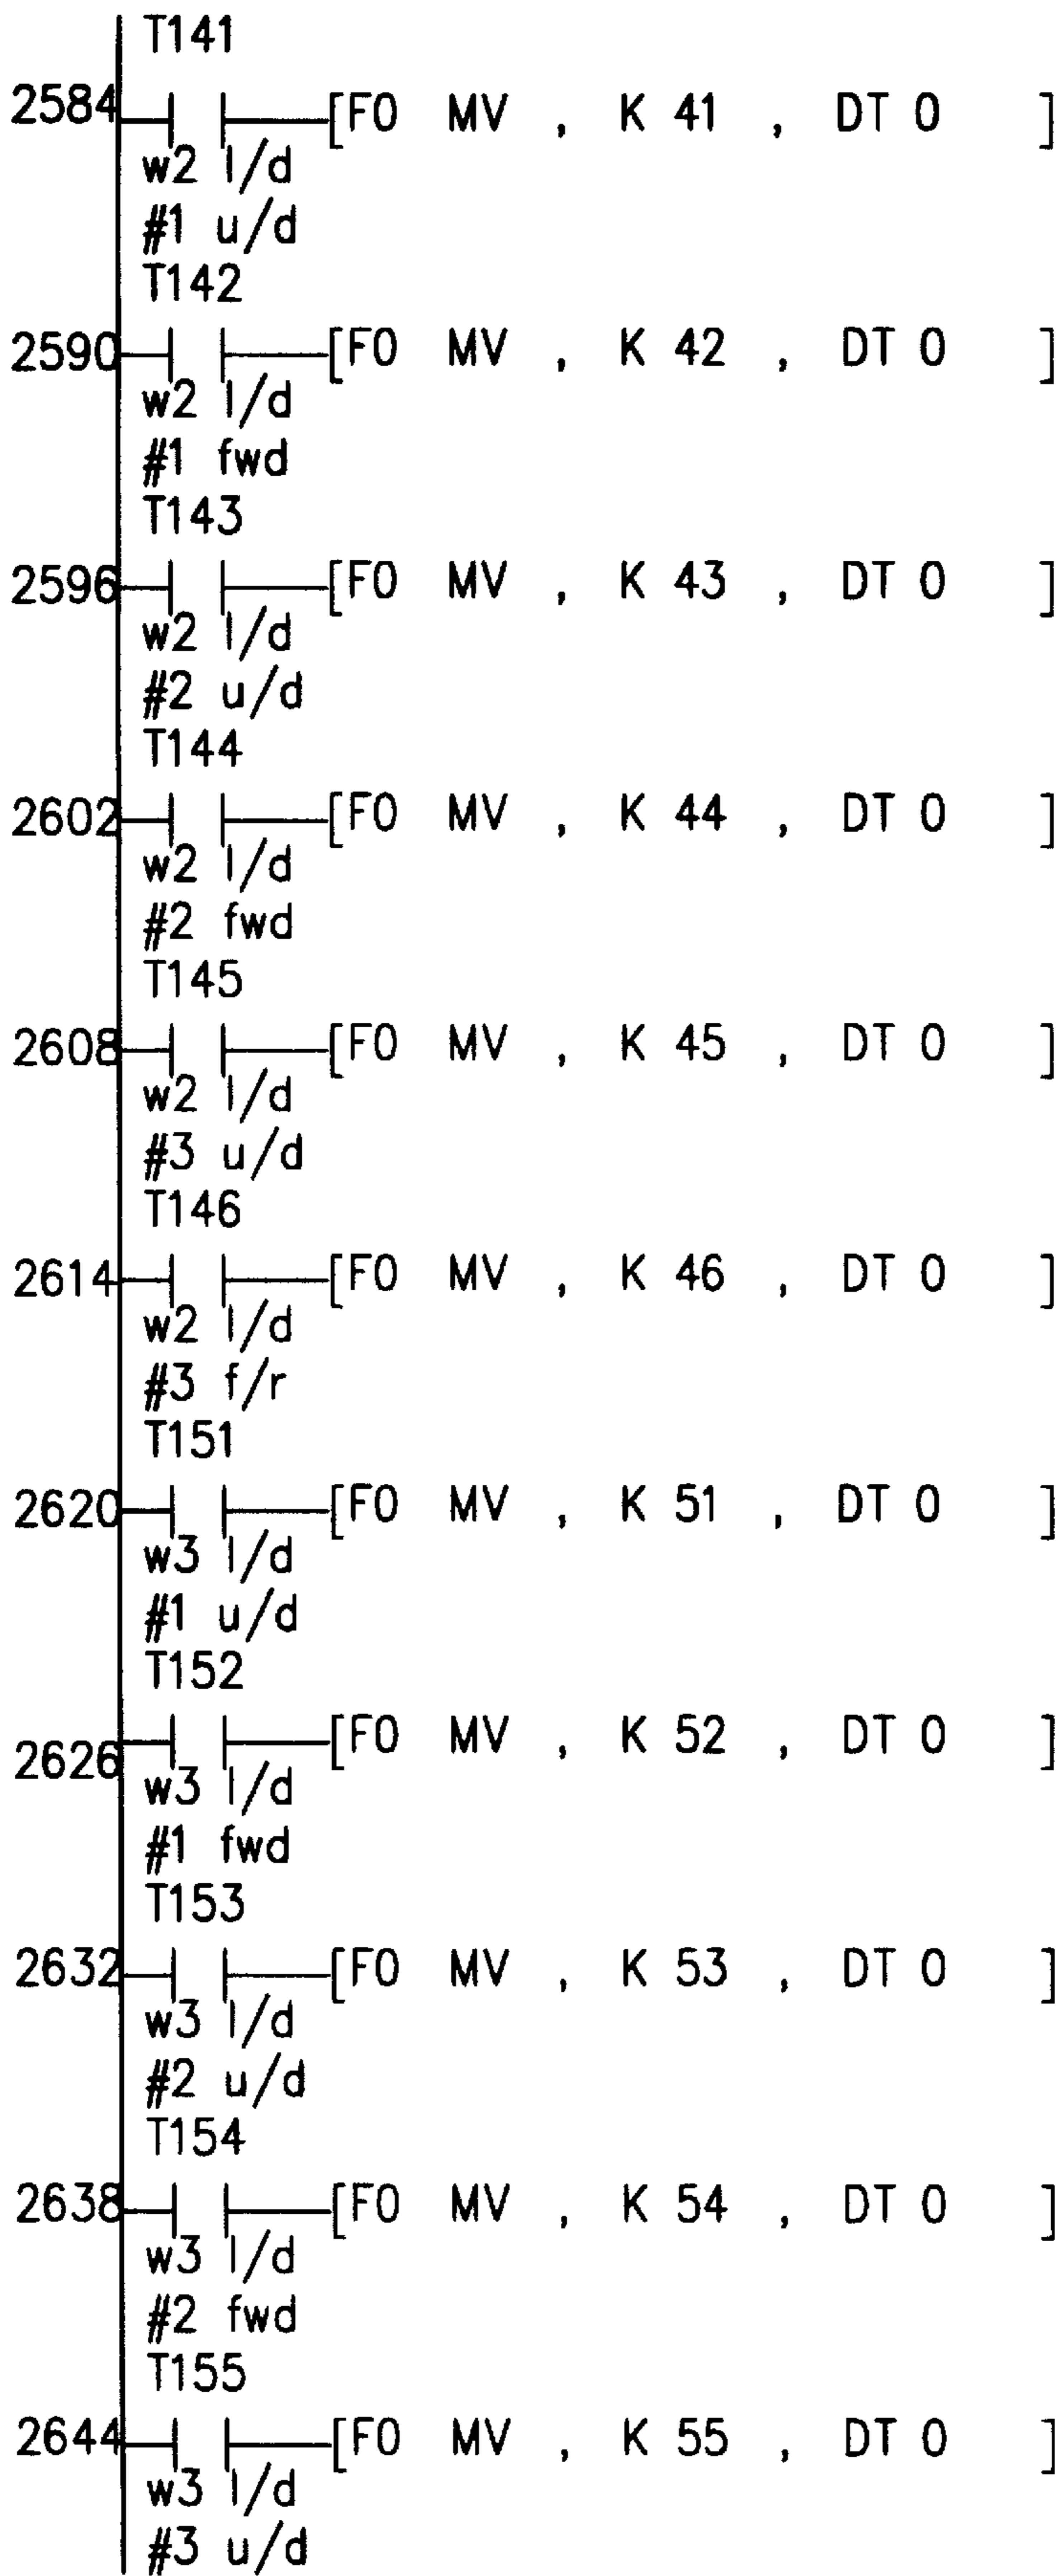 T141
2584 [F0 MV , K 41 , DT 0 ]
w2 l/d
#1 u/d
T142
2590 [F0 MV , K 42 , DT 0 ]
w2 l/d
#1 fwd
T143
2596 [F0 MV , K 43 , DT 0 ]
w2 l/d
#2 u/d
T144
2602 [F0 MV , K 44 , DT 0 ]
w2 l/d
#2 fwd
T145
2608 [F0 MV , K 45 , DT 0 ]
w2 l/d
#3 u/d
T146
2614 [F0 MV , K 46 , DT 0 ]
w2 l/d
#3 f/r
T151
2620 [F0 MV , K 51 , DT 0 ]
w3 l/d
#1 u/d
T152
2626 [F0 MV , K 52 , DT 0 ]
w3 l/d
#1 fwd
T153
2632 [F0 MV , K 53 , DT 0 ]
w3 l/d
#2 u/d
T154
2638 [F0 MV , K 54 , DT 0 ]
w3 l/d
#2 fwd
T155
2644 [F0 MV , K 55 , DT 0 ]
w3 l/d
#3 u/d